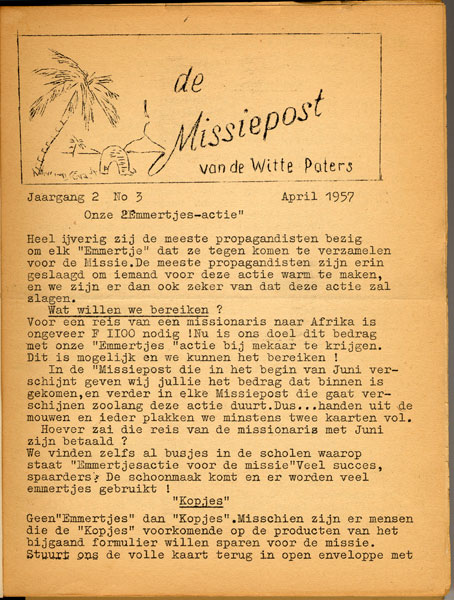 de
Missiepost
van de Witte Paters
Jaargang 2 No 3 April 1957
Onze 2Emmertjes-actie"
Heel ijverig zij de meeste propagandisten bezig
om elk "Emmertje" dat ze tegen komen te verzamelen
voor de Missie.De meeste propagandisten zijn erin
geslaagd om iemand voor deze actie warm te maken,
en we zijn er dan ook zeker van dat deze actie zal
slagen.
Wat willen we bereiken ?
Voor een reis van een missionaris naar Afrika is
ongeveer F IIOO nodig !Nu is ons doel dit bedrag
met onze "Emmertjes "actie bij mekaar te krijgen.
Dit is mogelijk en we kunnen het bereiken !
In de "Missiepost die in het begin van Juni ver-
schijnt geven wij jullie het bedrag dat binnen is
gekomen,en verder in elke Missiepost die gaat ver-
schijnen zoolang deze actie duurt.Dus...handen uit de
mouwen en ieder plakken we minstens twee kaarten vol.
Hoever zai die reis van de missionaris met Juni
zijn betaald ?
We vinden zelfs al busjes in de scholen waarop
staat "Emmertjesactie voor de missie"Veel succes,
spaarders? De schoonmaak komt en er worden veel
emmertjes gebruikt !
"Kopjes"
Geen"Emmertjes" dan "Kopjes".Misschien zijn er mensen
die de "Kopjes" voorkomende op de producten van het
bijgaand formulier willen sparen voor de missie.
Stuurt ons de volle kaart terug in open enveloppe met